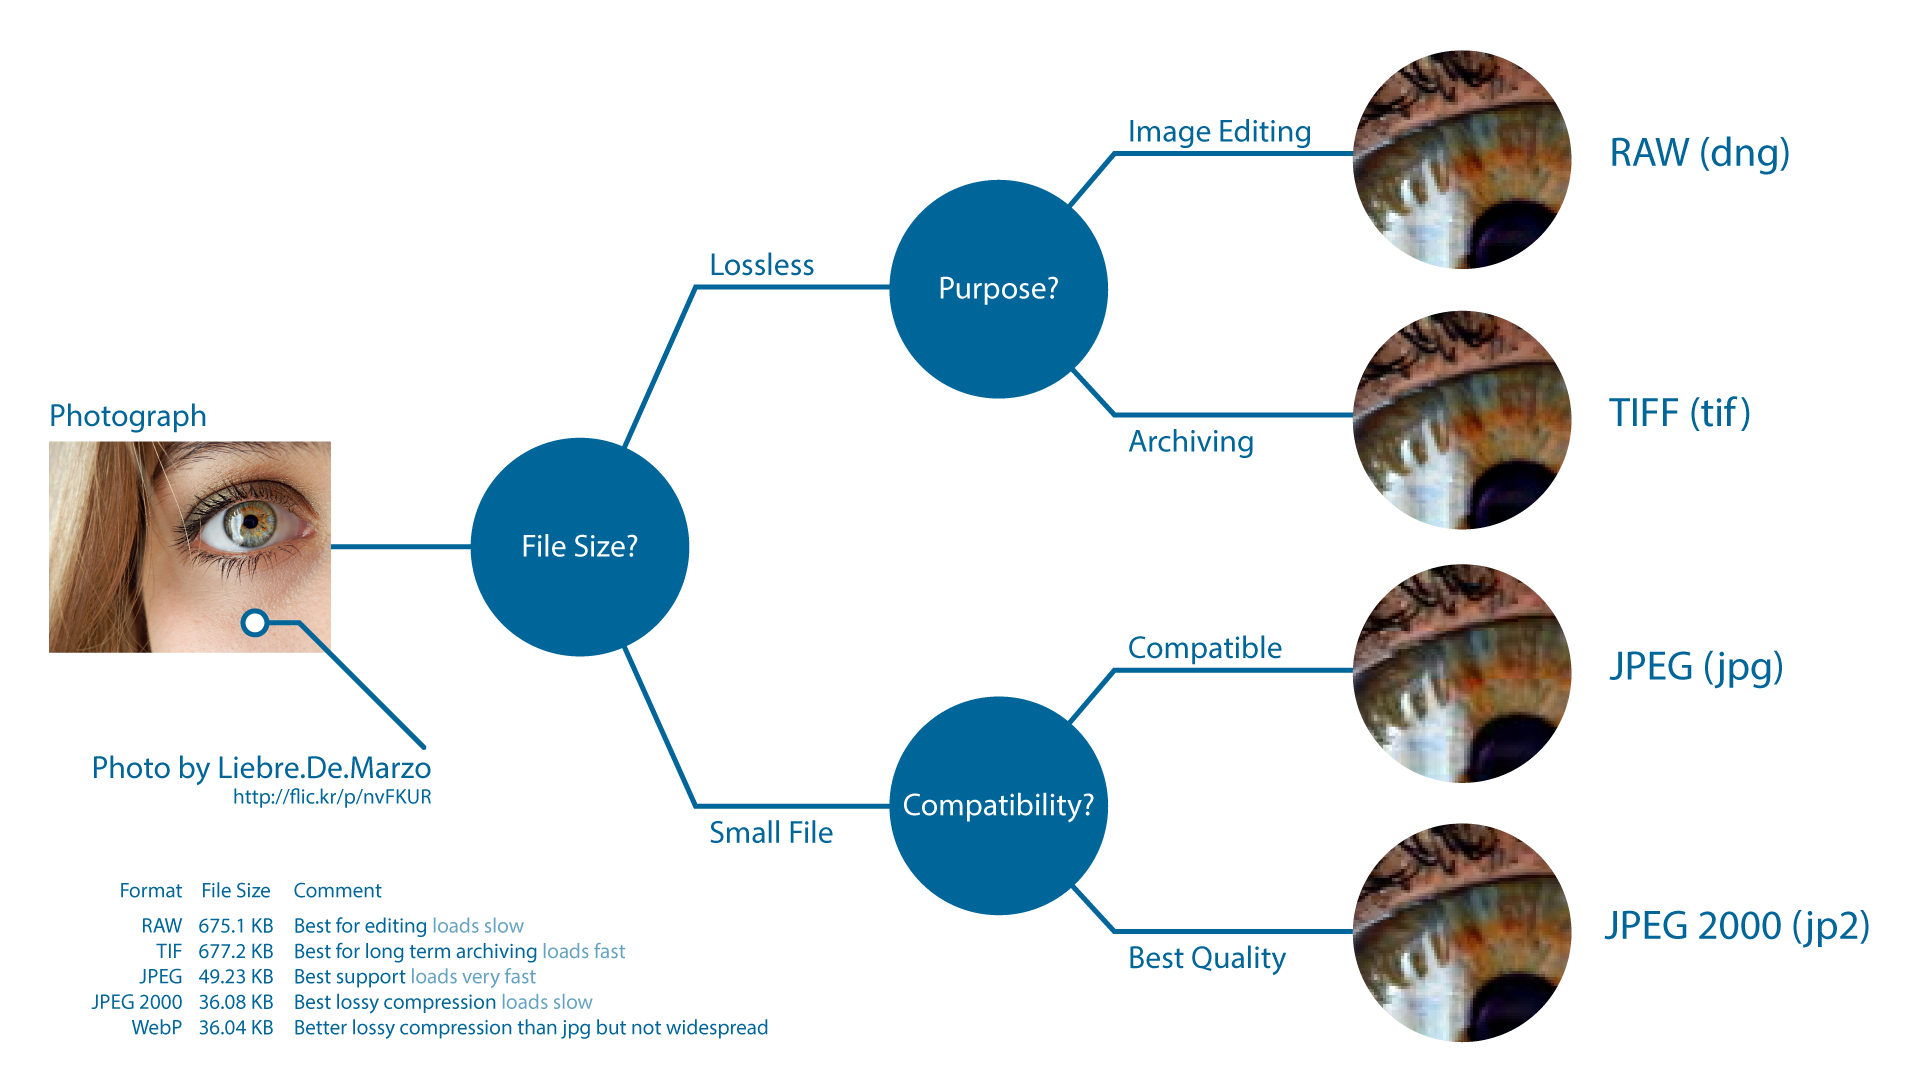 Photograph
Photo by Liebre.De.Marzo
http://flic.kr/p/nvFKUR
File Size?
Lossless
Small File
Purpose?
Compatibility?
Image Editing
Archiving
Compatible
Best Quality
RAW (dng)
TIFF (tif)
JPEG (jpg)
JPEG 2000 (jp2)
Format File Size Comment
RAW 675.1 KB Best for editing loads slow
TIF 677.2 KB Best for long term archiving loads fast
JPEG 49.23 KB Best support loads very fast
JPEG 2000 36.08 KB Best lossy compression loads slow
WebP 36.04 KB Better lossy compression than jpg but not widespread